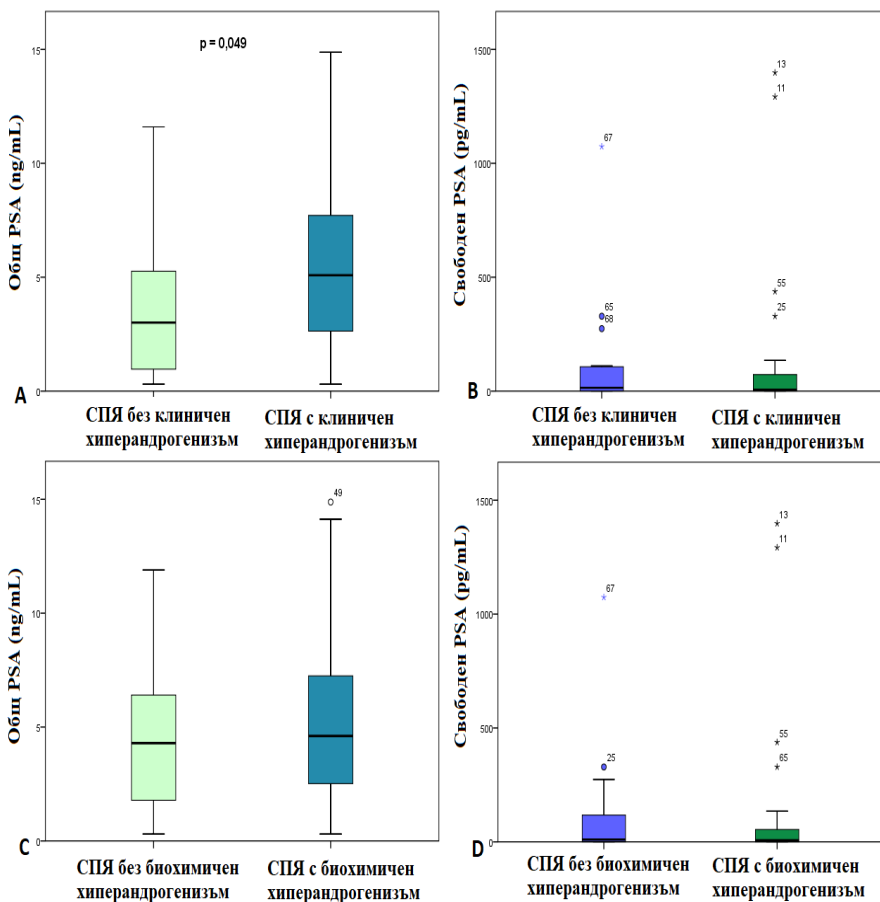 p = 0,049
Общ PSA (ng/mL)
15
10
5
0
A
СПЯ без клиничен
хиперандрогенизъм
СПЯ с клиничен
хиперандрогенизъм
Свободен PSA (pg/mL)
1500
1000
500
0
67
65
68
13
11
55
25
B
СПЯ без клиничен
хиперандрогенизъм
СПЯ с клиничен
хиперандрогенизъм
Общ PSA (ng/mL)
15
10
5
0
49
C
СПЯ без биохимичен
хиперандрогенизъм
СПЯ с биохимичен
хиперандрогенизъм
Свободен PSA (pg/mL)
1500
1000
500
0
67
25
13
11
55
65
D
СПЯ без биохимичен
хиперандрогенизъм
СПЯ с биохимичен
хиперандрогенизъм